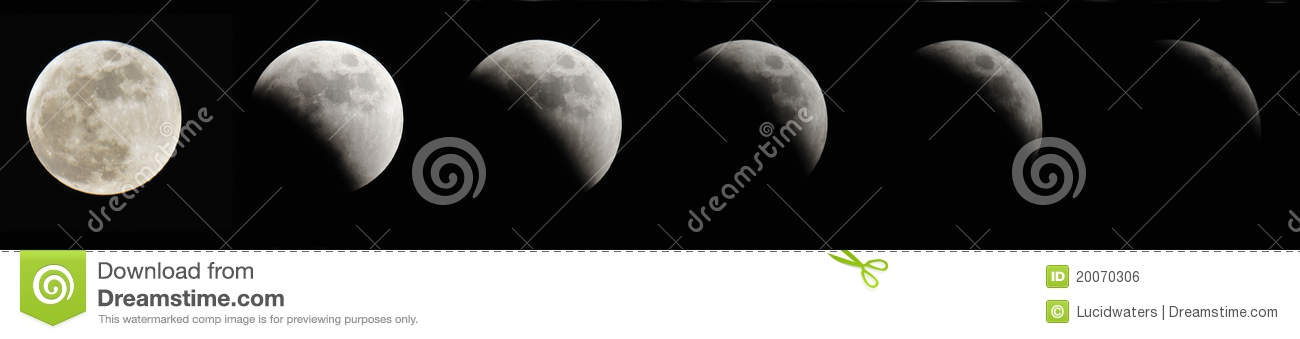 dreamstime
dreamstime
Download from
Dreamstime.com
This watermarked comp image is for previewing purposes only.
ID 20070306
© Lucidwaters | Dreamstime.com